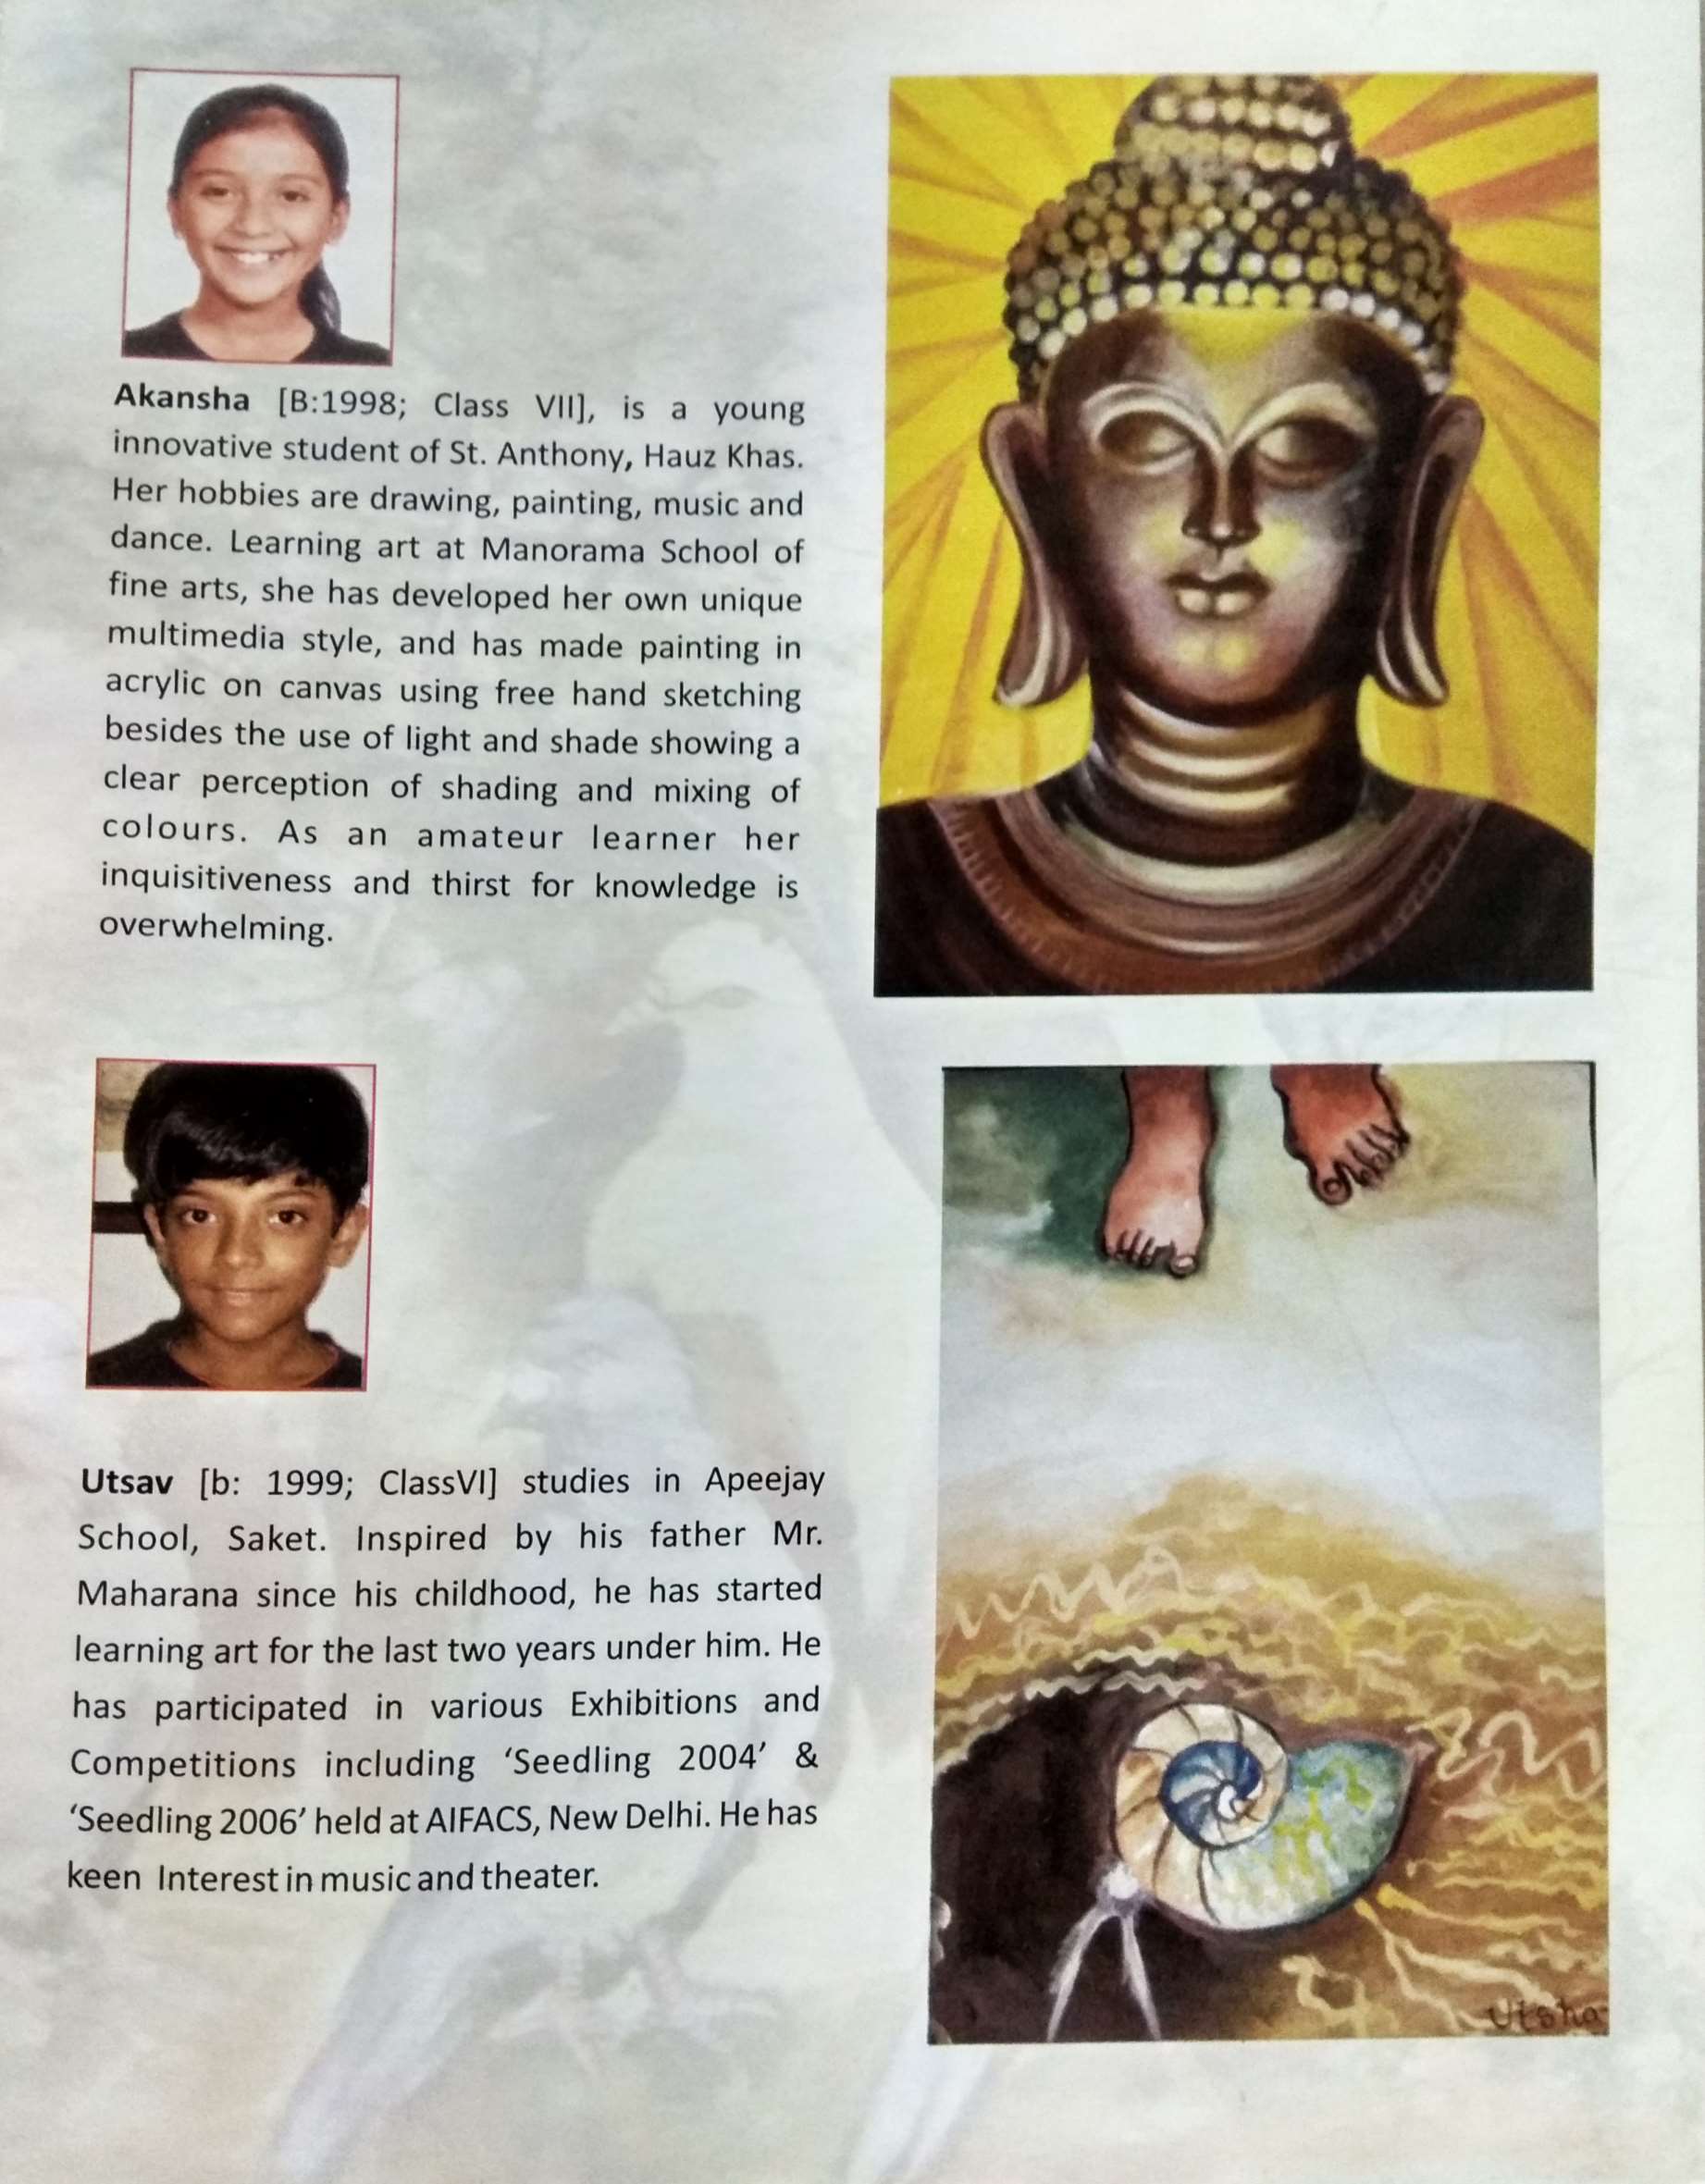 Akansha [B:1998; Class VII], is a young
innovative student of St. Anthony, Hauz Khas.
Her hobbies are drawing, painting, music and
dance. Learning art at Manorama School of
fine arts, she has developed her own unique
multimedia style, and has made painting in
acrylic on canvas using free hand sketching
besides the use of light and shade showing a
clear perception of shading and mixing of
colours. As an amateur learner her
inquisitiveness and thirst for knowledge is
overwhelming.
Utsav [b: 1999; ClassVI] studies in Apeejay
School, Saket. Inspired by his father Mr.
Maharana since his childhood, he has started
learning art for the last two years under him. He
has participated in various Exhibitions and
Competitions including ‘Seedling 2004’ &
‘Seedling 2006’ held at AIFACS, New Delhi. He has
keen Interest in music and theater.
Utsha